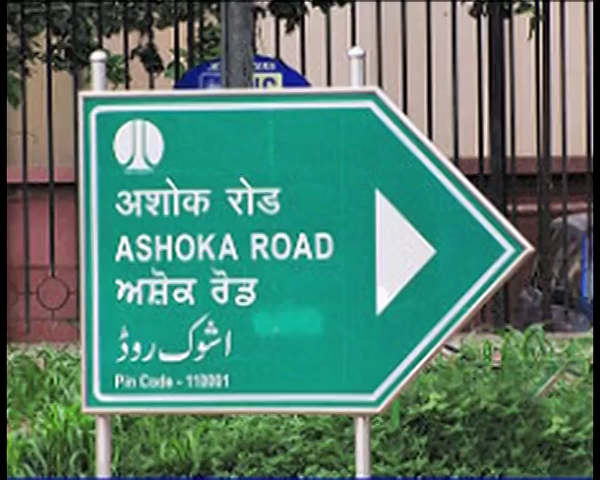 अशोक रोड
ASHOKA ROAD
ਅਸ਼ੋਕ ਰੋਡ
اشوک روڈ
Pin Code - 110001